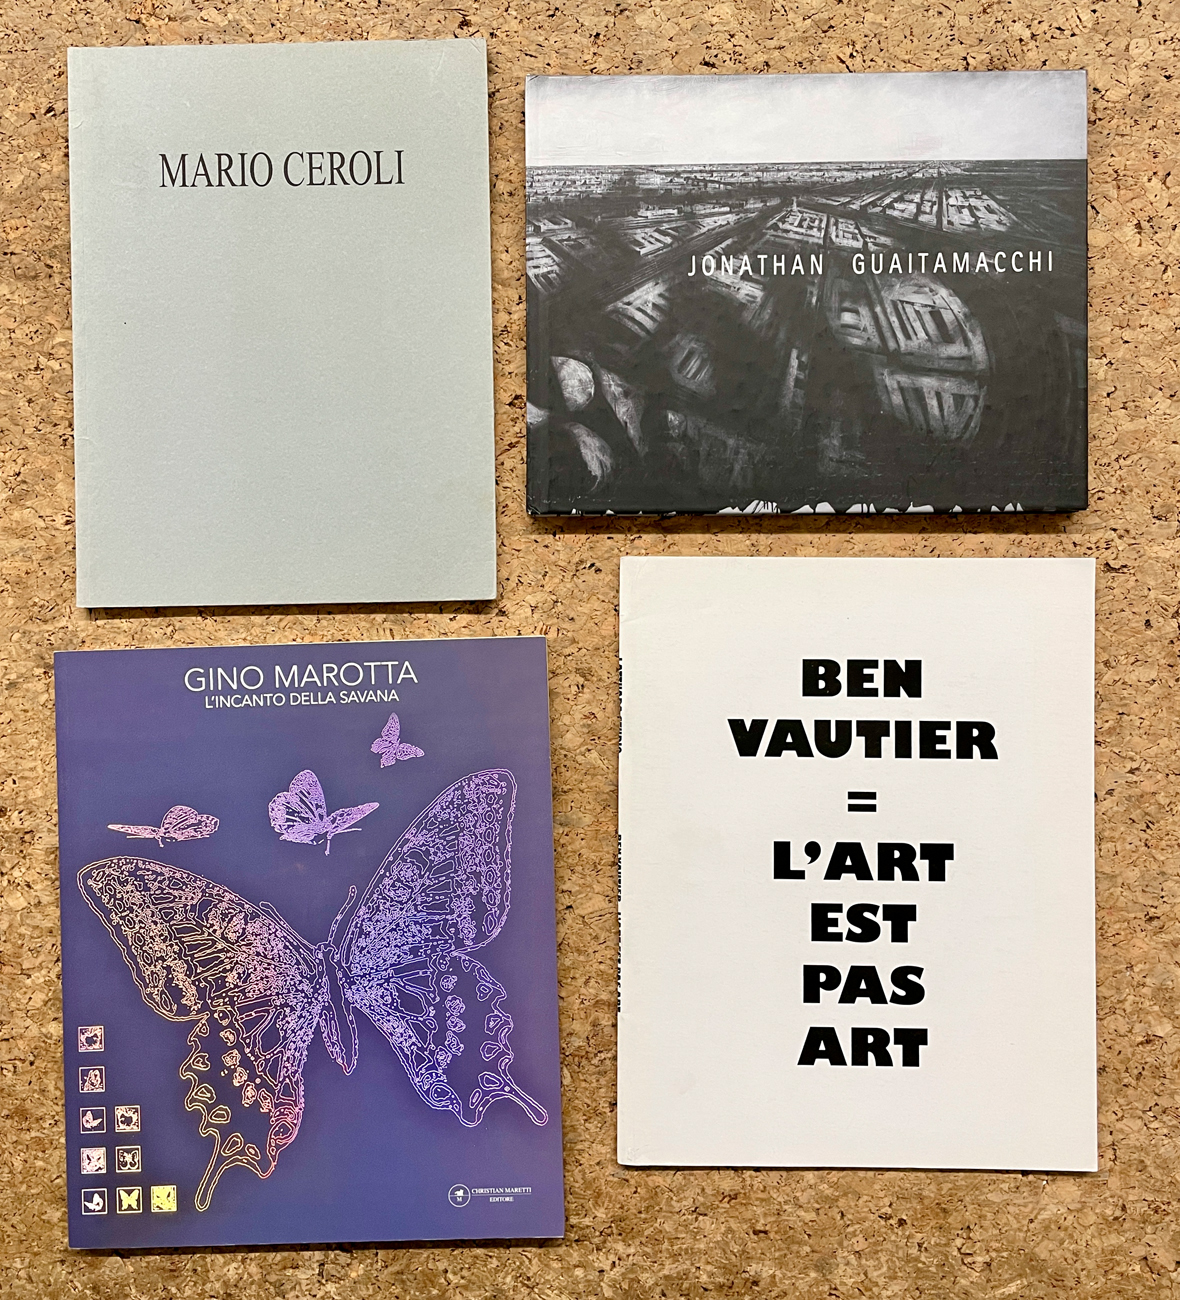 MARIO CEROLI
JONATHAN GUAITAMACCHI
GINO MAROTTA
L'INCANTO DELLA SAVANA
CHRISTIAN MARETTI
EDITORE
BEN
VAUTIER
=
L'ART
EST
PAS
ART